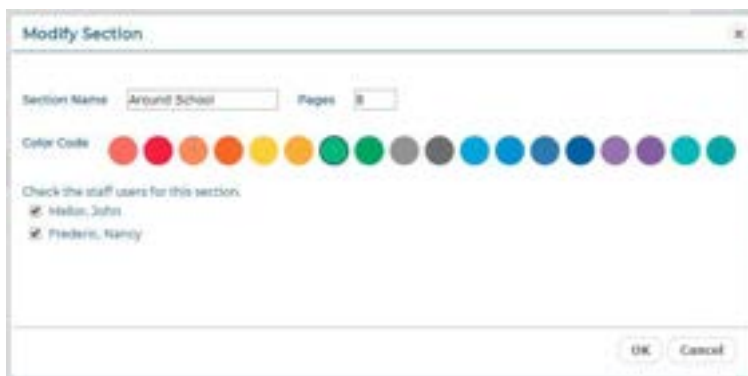 Modify Section
Section Name Around School Pages 8
Color Code
Check the staff users for this section.
Mellor, John
Frederic, Nancy
OK Cancel